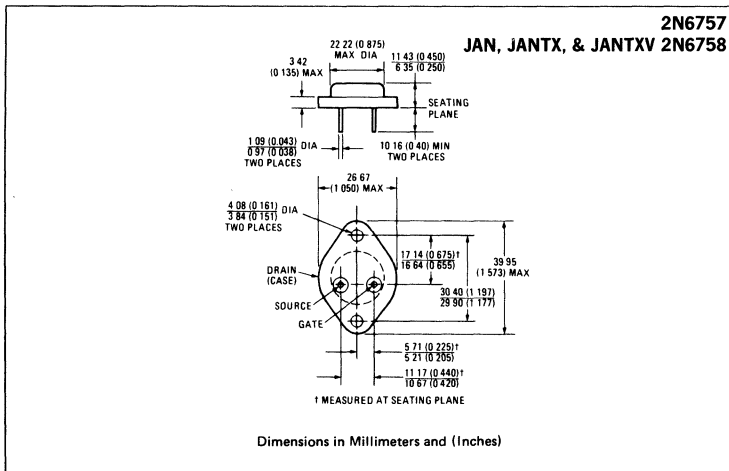 2N6757
JAN, JANTX, & JANTXV 2N6758
22 22 (0 875)
MAX DIA
11 43 (0 450)
6 35 (0 250)
3 42
(0 135) MAX
SEATING
PLANE
1 09 (0.043) DIA
0 97 (0 038)
TWO PLACES
10 16 (0 40) MIN
TWO PLACES
26 67
(1 050) MAX
4 08 (0 161) DIA
3 84 (0 151)
TWO PLACES
17 14 (0 675)†
16 64 (0 655)
39 95
(1 573) MAX
DRAIN
(CASE)
30 40 (1 197)
29 90 (1 177)
SOURCE
GATE
5 71 (0 225)†
5 21 (0 205)
11 17 (0 440)†
10 67 (0 420)
† MEASURED AT SEATING PLANE
Dimensions in Millimeters and (Inches)